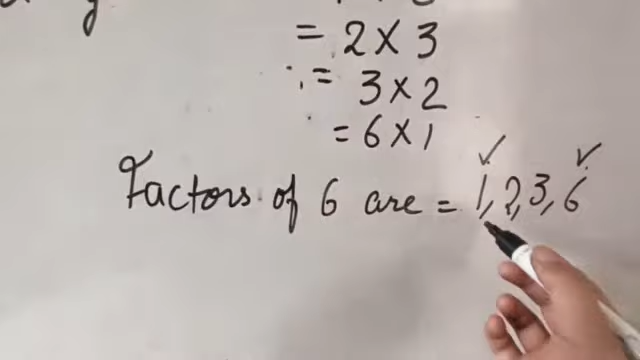 = 2 × 3
∴ = 3 × 2
= 6 × 1
Factors of 6 are = 1, 2, 3, 6